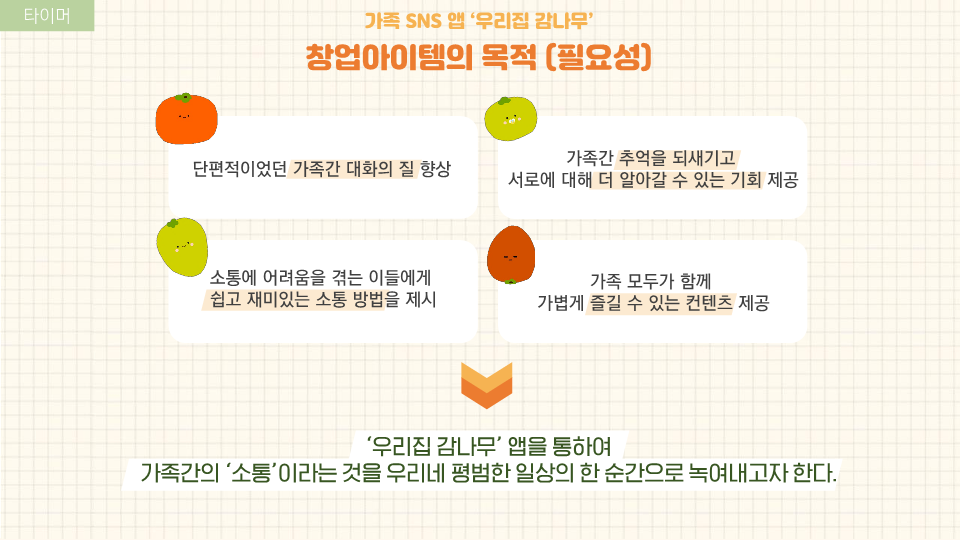 타이머
가족 SNS 앱 ‘우리집 감나무’
창업아이템의 목적 (필요성)
단편적이었던 가족간 대화의 질 향상
가족간 추억을 되새기고
서로에 대해 더 알아갈 수 있는 기회 제공
소통에 어려움을 겪는 이들에게
쉽고 재미있는 소통 방법을 제시
가족 모두가 함께
가볍게 즐길 수 있는 컨텐츠 제공
‘우리집 감나무’ 앱을 통하여
가족간의 ‘소통’이라는 것을 우리네 평범한 일상의 한 순간으로 녹여내고자 한다.